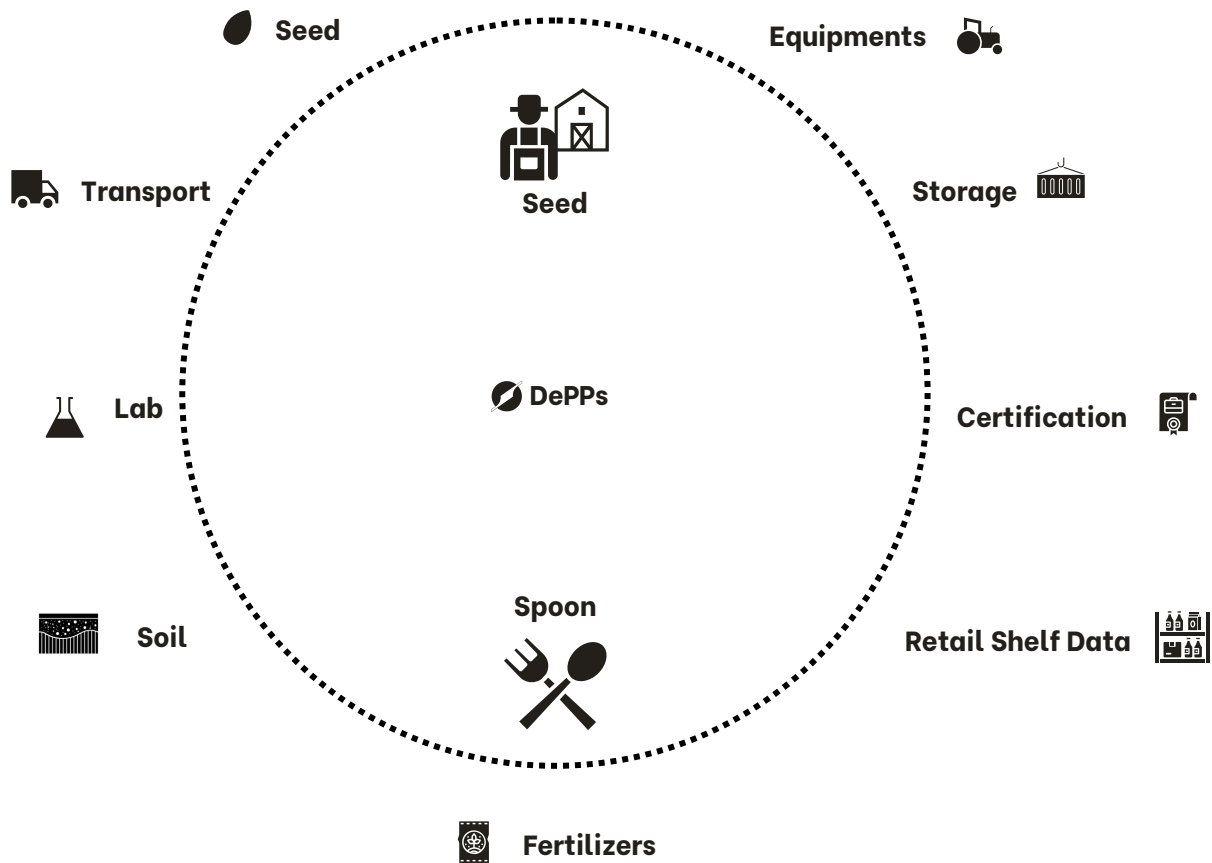 Seed
Equipments
Transport
Seed
Storage
Lab
DePPs
Certification
Spoon
Soil
Retail Shelf Data
Fertilizers